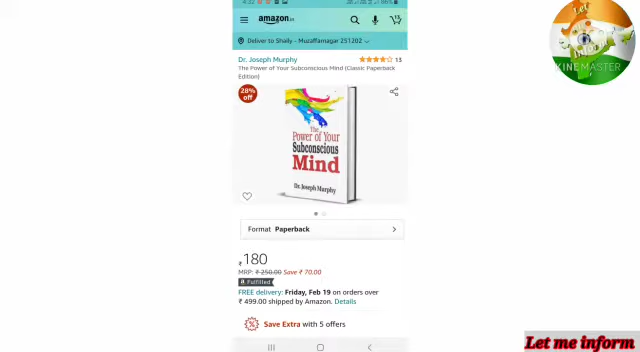 amazon.in
Deliver to Shaily - Muzaffarnagar 251202
Dr. Joseph Murphy
13
The Power of Your Subconscious Mind (Classic Paperback
Edition)
28%
off
The
Power of Your
Subconscious
Mind
Dr. Joseph Murphy
Format Paperback
₹180
MRP: ₹ 250.00 Save ₹ 70.00
Fulfilled
FREE delivery: Friday, Feb 19 on orders over
₹ 499.00 shipped by Amazon. Details
Save Extra with 5 offers
KINEMASTER
Let me inform